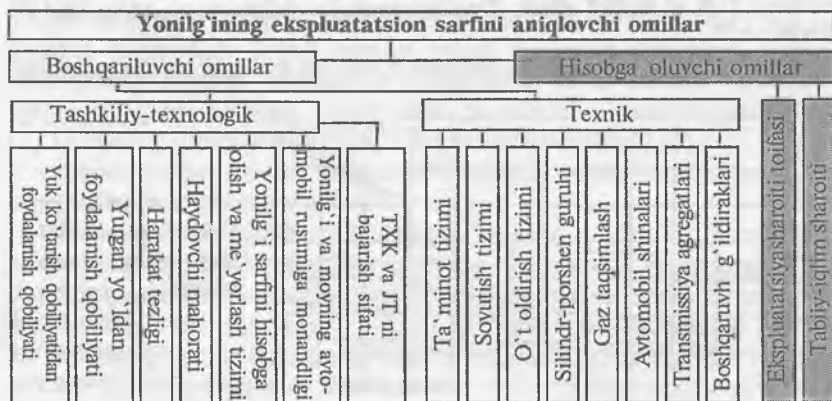 Yonilg`ining ekspluatatsion sarfini aniqlovchi omillar
Boshqariluvchi omillar
Hisobga oluvchi omillar
Tashkiliy-texnologik
Texnik
Yuk ko`tarish qobiliyatidan
foydalanish qobiliyati
Yurgan yo`ldan
foydalanish qobiliyati
Harakat tezligi
Haydovchi mahorati
Yonilg`i sarfini hisobga
olish va me`yorlash tizimi
Yonilg`i va moyning avto-
mobil rusumiga monandligi
TXK va JT ni
bajarish sifati
Ta`minot tizimi
Sovutish tizimi
O`t oldirish tizimi
Silindr-porshen guruhi
Gaz taqsimlash
Avtomobil shinalari
Transmissiya agregatlari
Boshqaruvh g`ildiraklari
Ekspluatatsiyasharoiti toifasi
Tabiiy-iqlim sharoiti